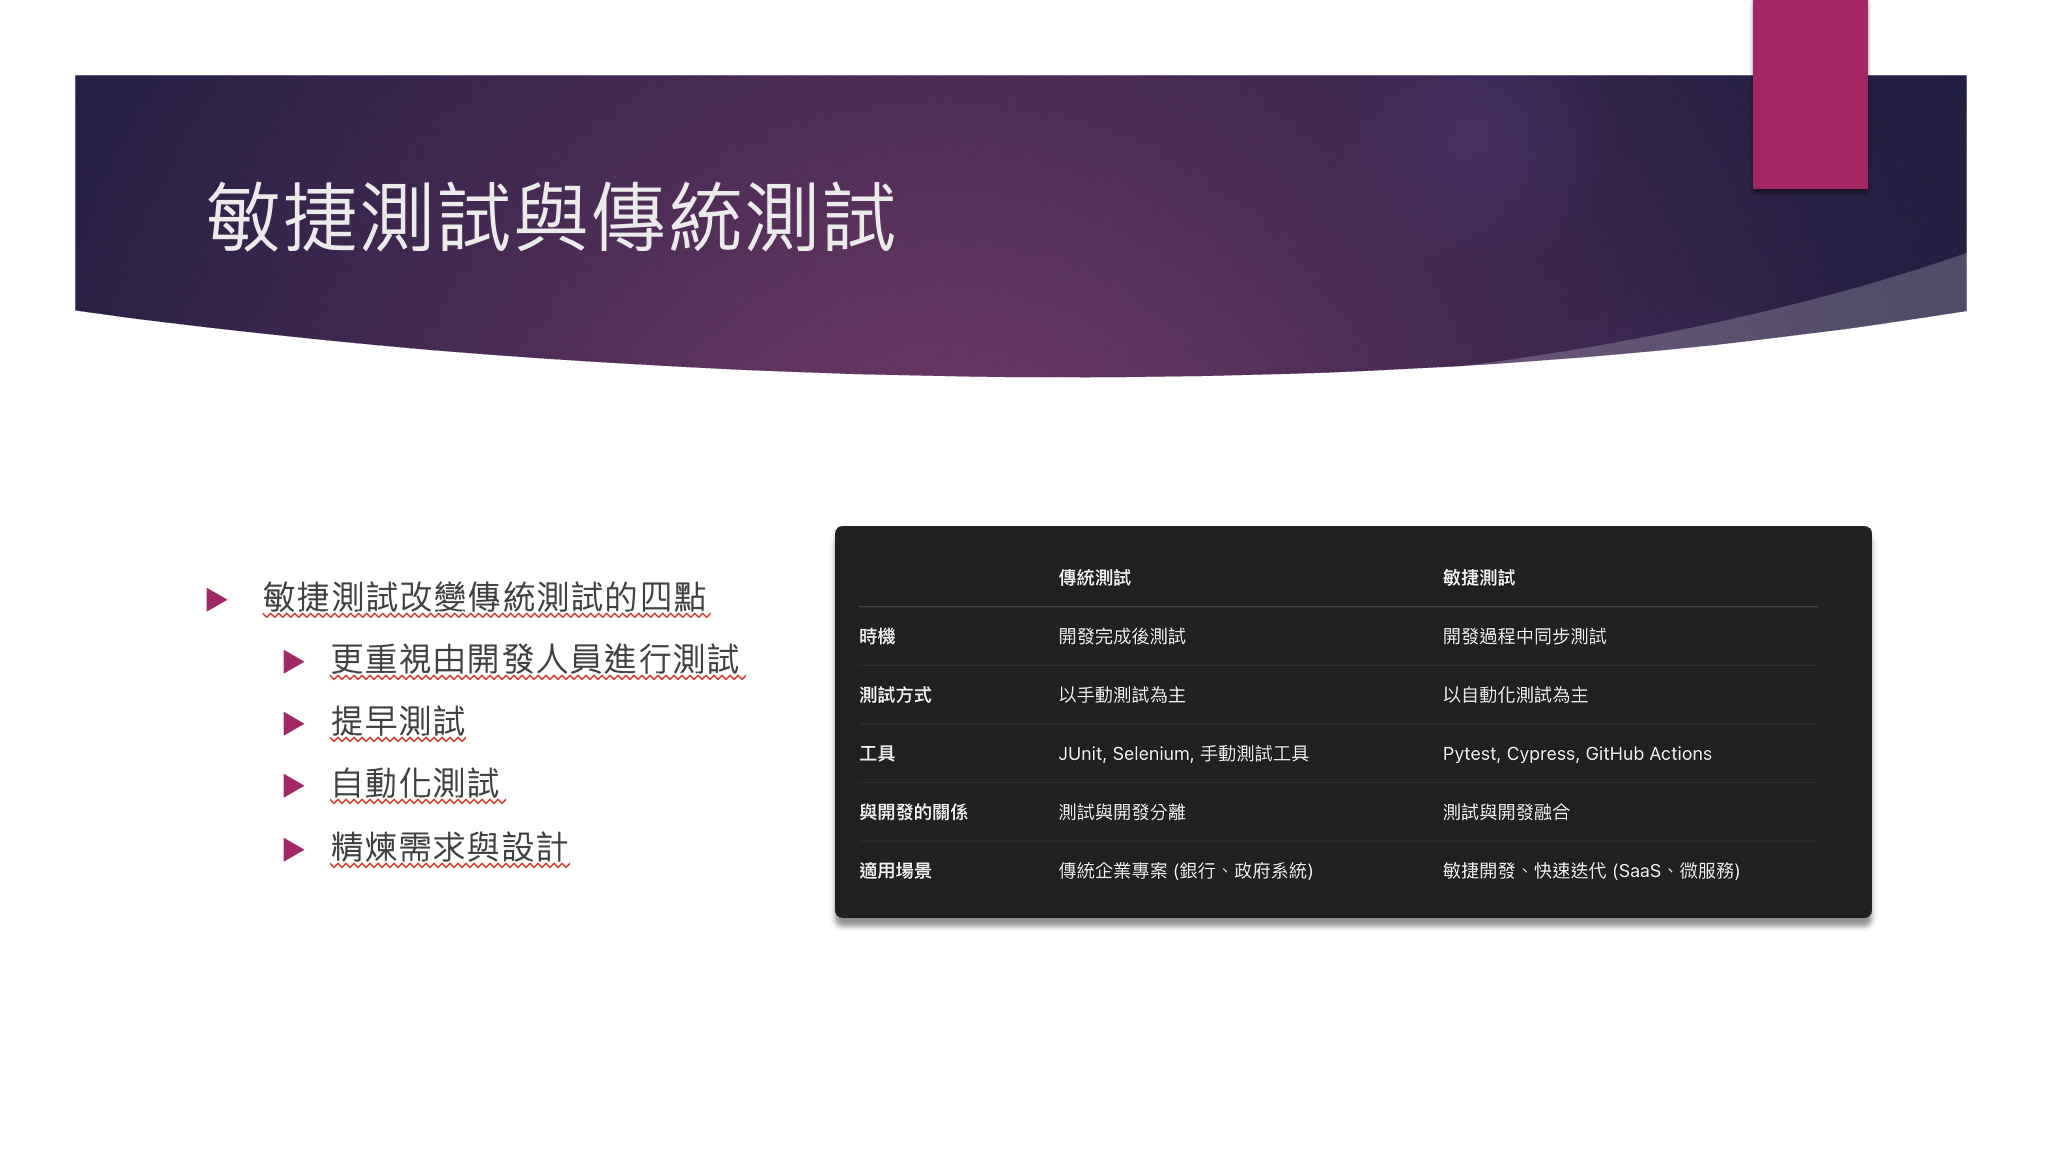 敏捷測試與傳統測試
敏捷測試改變傳統測試的四點
更重視由開發人員進行測試
提早測試
自動化測試
精煉需求與設計
傳統測試 敏捷測試
時機 開發完成後測試 開發過程中同步測試
測試方式 以手動測試為主 以自動化測試為主
工具 JUnit, Selenium, 手動測試工具 Pytest, Cypress, GitHub Actions
與開發的關係 測試與開發分離 測試與開發融合
適用場景 傳統企業專案 (銀行、政府系統) 敏捷開發、快速迭代 (SaaS、微服務)